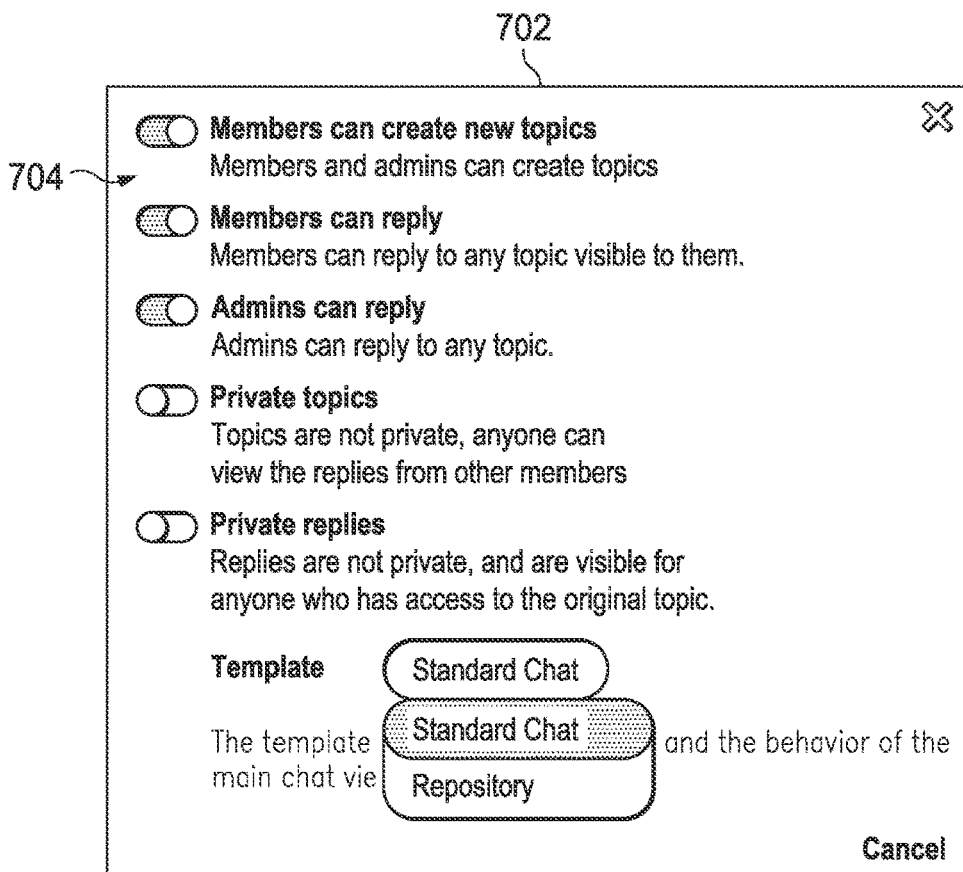 702
704
Members can create new topics
Members and admins can create topics
Members can reply
Members can reply to any topic visible to them.
Admins can reply
Admins can reply to any topic.
Private topics
Topics are not private, anyone can
view the replies from other members
Private replies
Replies are not private, and are visible for
anyone who has access to the original topic.
Template Standard Chat
The template Standard Chat and the behavior of the
main chat vie Repository
Cancel